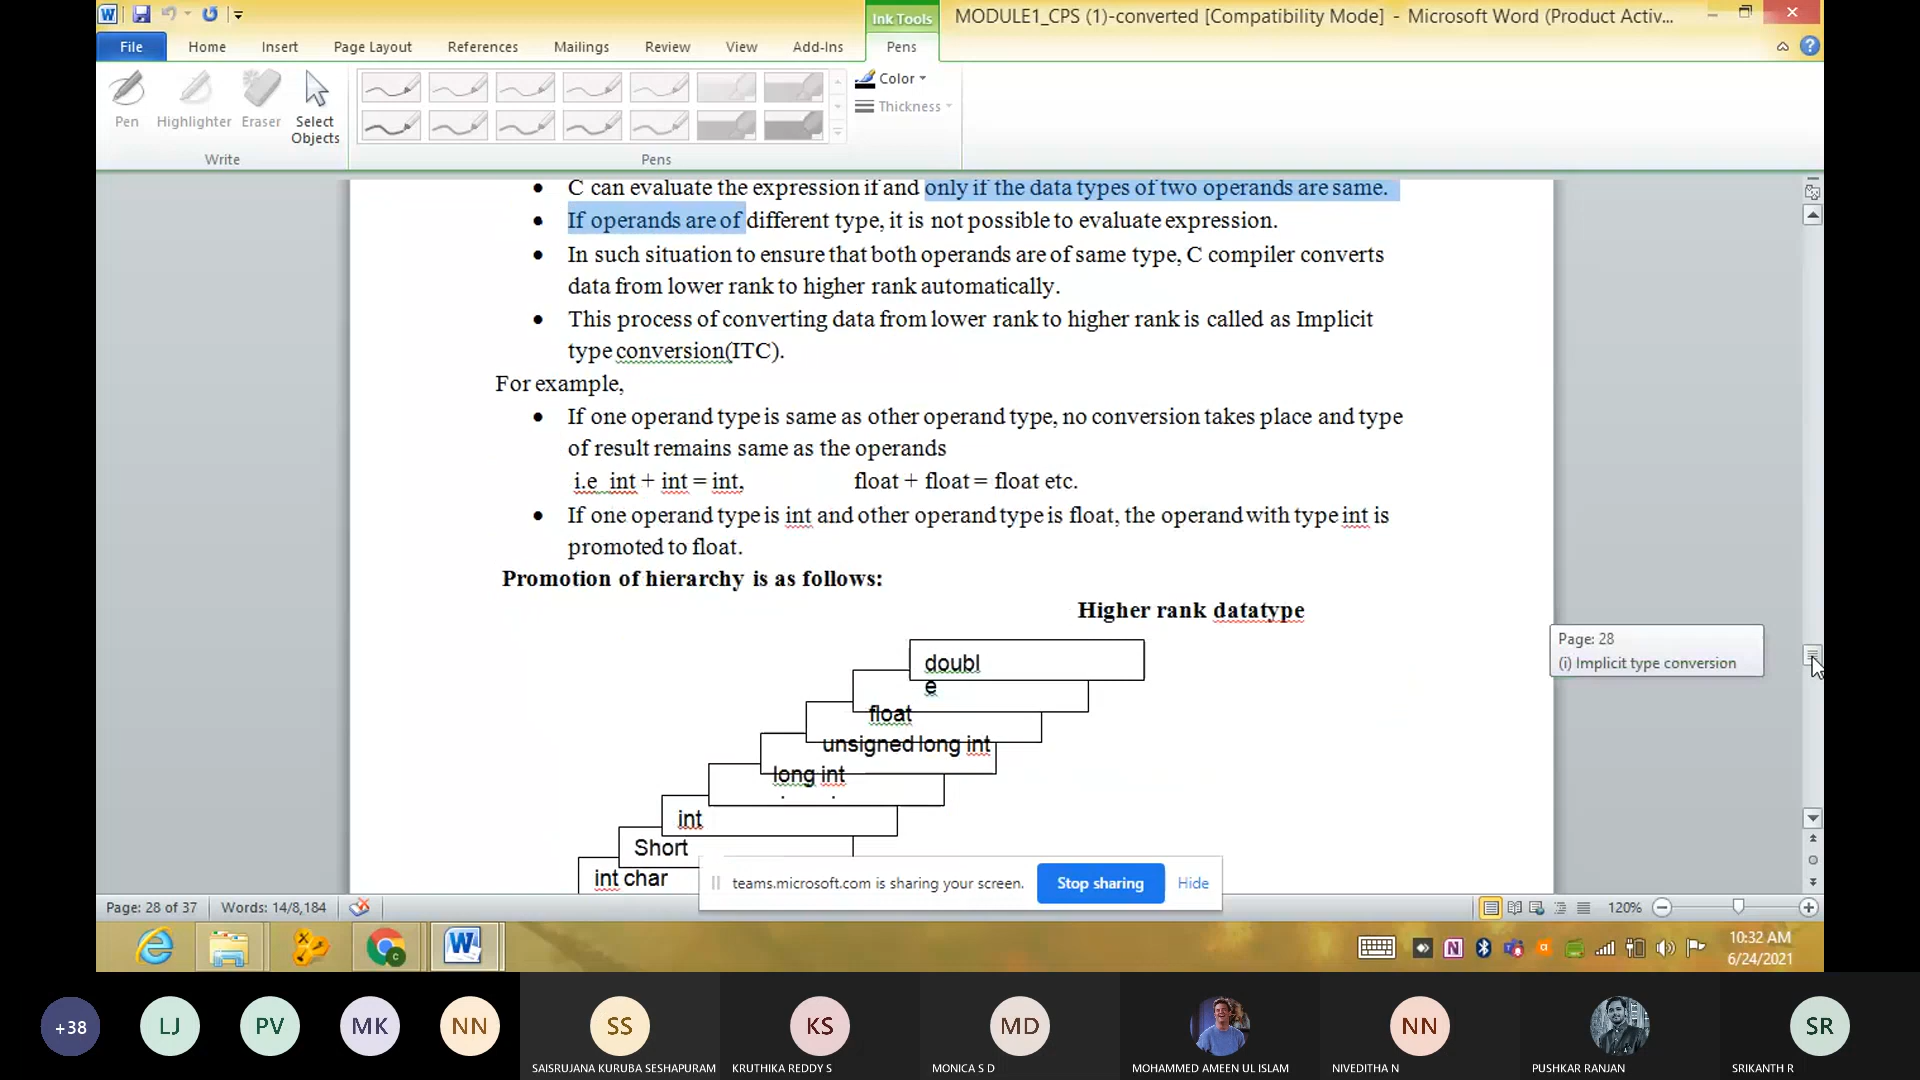 Ink Tools
MODULE1_CPS (1)-converted [Compatibility Mode] - Microsoft Word (Product Activ...
File Home Insert Page Layout References Mailings Review View Add-Ins Pens
Pen Highlighter Eraser Select Objects
Color
Thickness
Write
Pens
C can evaluate the expression if and only if the data types of two operands are same.
If operands are of different type, it is not possible to evaluate expression.
In such situation to ensure that both operands are of same type, C compiler converts
data from lower rank to higher rank automatically.
This process of converting data from lower rank to higher rank is called as Implicit
type conversion(ITC).
For example,
If one operand type is same as other operand type, no conversion takes place and type
of result remains same as the operands
i.e int + int = int, float + float = float etc.
If one operand type is int and other operand type is float, the operand with type int is
promoted to float.
Promotion of hierarchy is as follows:
Higher rank datatype
Page: 28
(i) Implicit type conversion
doubl
e
float
unsigned long int
long int
int
Short
int char
teams.microsoft.com is sharing your screen. Stop sharing Hide
Page: 28 of 37 Words: 14/8,184 120%
10:32 AM
6/24/2021
+38 LJ PV MK NN SS KS MD NN SR
SAISRUJANA KURUBA SESHAPURAM KRUTHIKA REDDY S MONICA S D MOHAMMED AMEEN UL ISLAM NIVEDITHA N PUSHKAR RANJAN SRIKANTH R